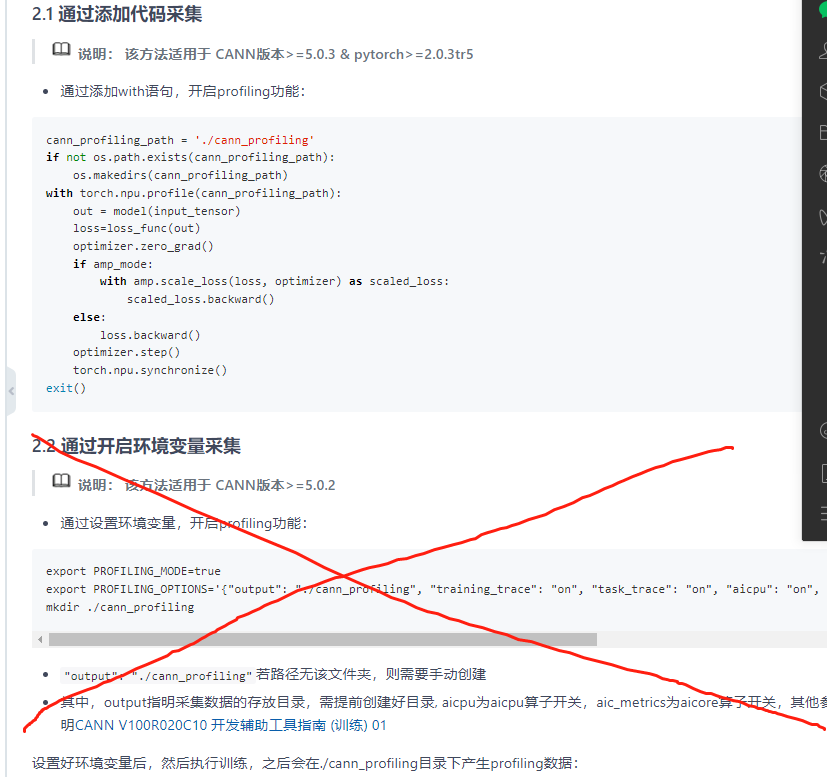 2.1 通过添加代码采集
说明： 该方法适用于 CANN版本>=5.0.3 & pytorch>=2.0.3tr5
通过添加with语句，开启profiling功能：
cann_profiling_path = './cann_profiling'
if not os.path.exists(cann_profiling_path):
    os.makedirs(cann_profiling_path)
with torch.npu.profile(cann_profiling_path):
    out = model(input_tensor)
    loss=loss_func(out)
    optimizer.zero_grad()
    if amp_mode:
        with amp.scale_loss(loss, optimizer) as scaled_loss:
            scaled_loss.backward()
    else:
        loss.backward()
    optimizer.step()
    torch.npu.synchronize()
exit()
2.2 通过开启环境变量采集
说明： 该方法适用于 CANN版本>=5.0.2
通过设置环境变量，开启profiling功能：
export PROFILING_MODE=true
export PROFILING_OPTIONS='{"output": "./cann_profiling", "training_trace": "on", "task_trace": "on", "aicpu": "on",
mkdir ./cann_profiling
"output": "./cann_profiling" 若路径无该文件夹，则需要手动创建
其中，output指明采集数据的存放目录，需提前创建好目录, aicpu为aicpu算子开关，aic_metrics为aicore算子开关，其他参
明CANN V100R020C10 开发辅助工具指南 (训练) 01
设置好环境变量后，然后执行训练，之后会在./cann_profiling目录下产生profiling数据：